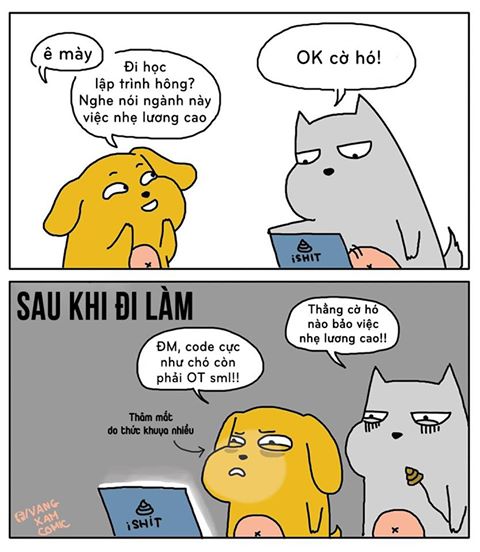 ê mày
Đi học
lập trình hông?
Nghe nói ngành này
việc nhẹ lương cao
OK cờ hó!
iSHIT
SAU KHI ĐI LÀM
ĐM, code cực
như chó còn
phải OT sml!!
Thằng cờ hó
nào bảo việc
nhẹ lương cao!!
Thâm mắt
do thức khuya nhiều
iSHIT
/VANG
XAM
COMIC